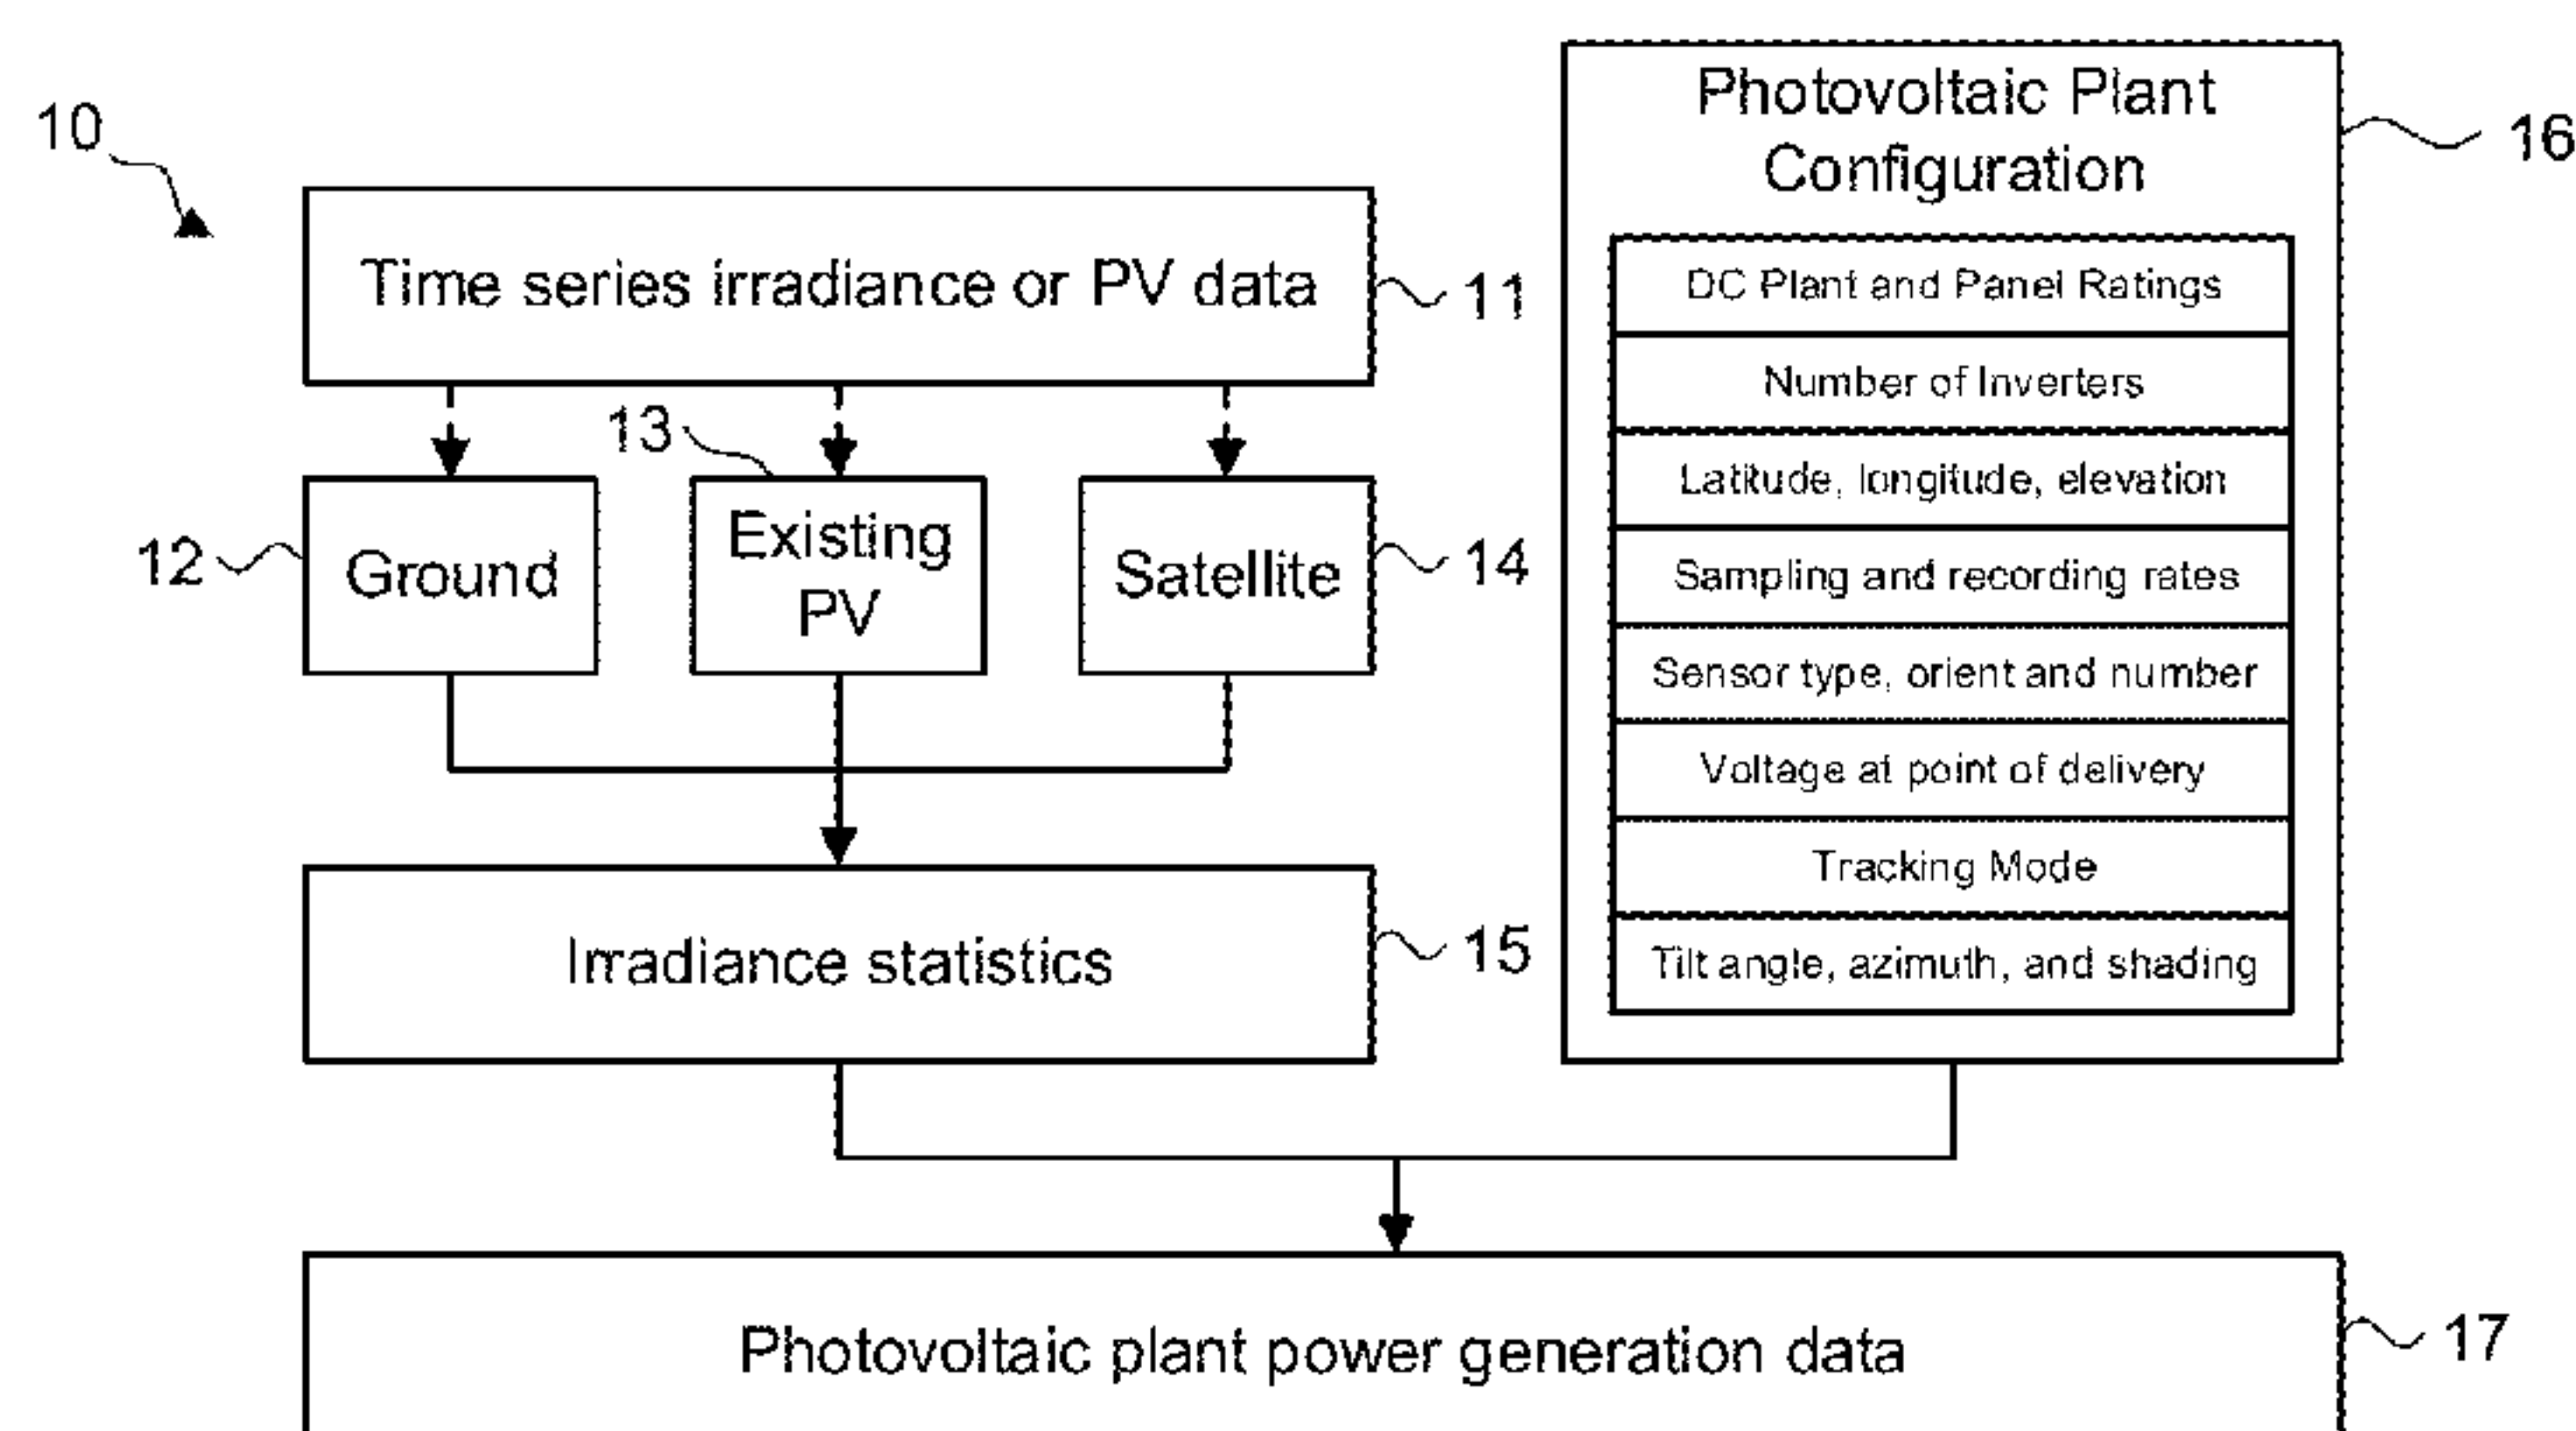 10
Time series irradiance or PV data
11
12
Ground
13
Existing
PV
Satellite
14
Irradiance statistics
15
Photovoltaic Plant
Configuration
16
DC Plant and Panel Ratings
Number of Inverters
Latitude, longitude, elevation
Sampling and recording rates
Sensor type, orient and number
Voltage at point of delivery
Tracking Mode
Tilt angle, azimuth, and shading
Photovoltaic plant power generation data
17